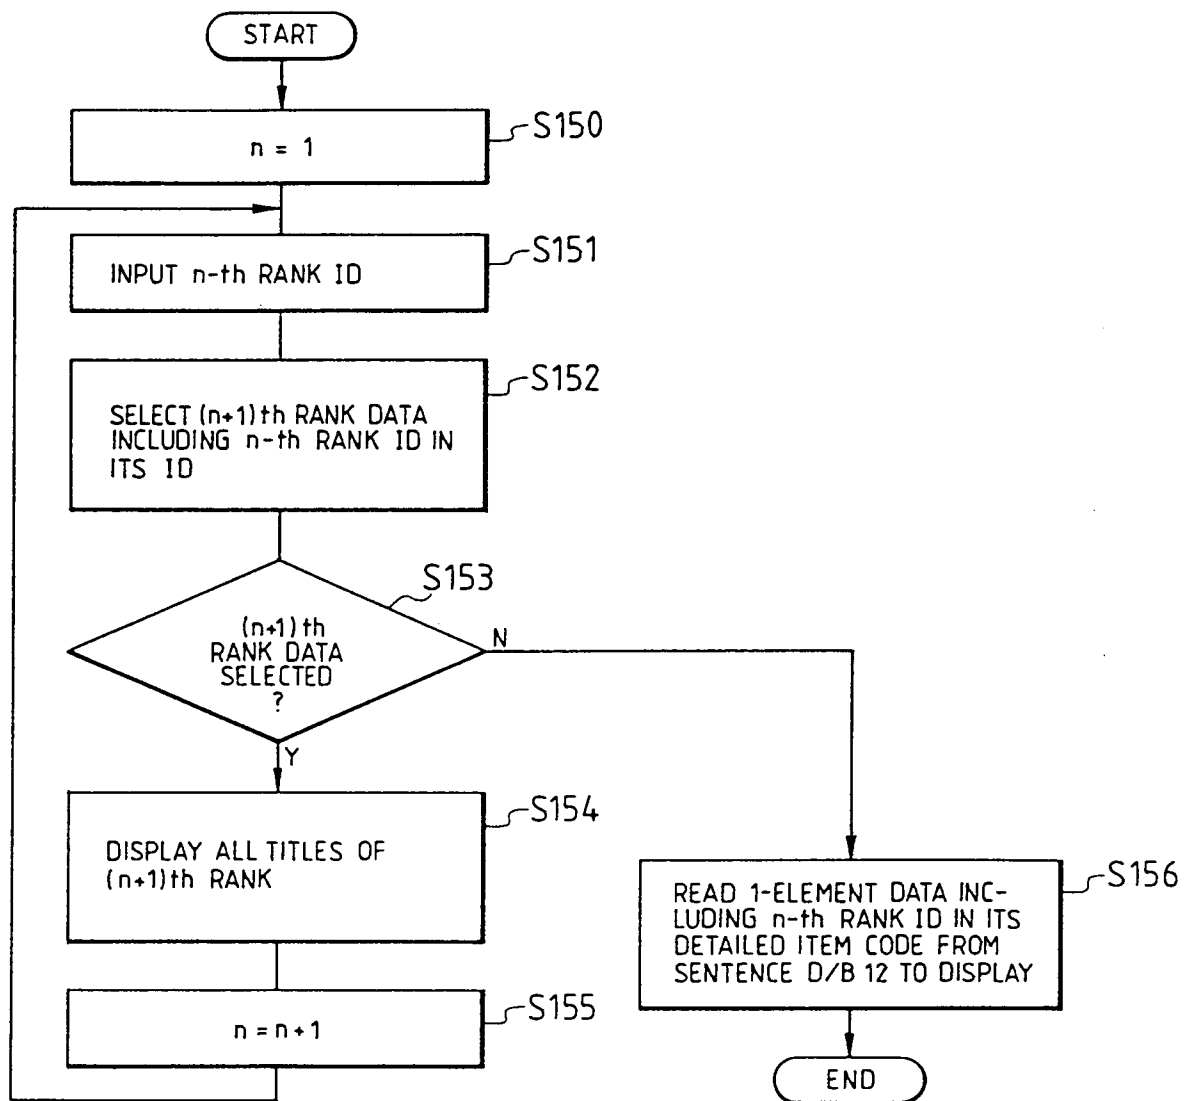 START
n = 1
S150
INPUT n-th RANK ID
S151
SELECT (n+1)th RANK DATA
INCLUDING n-th RANK ID IN
ITS ID
S152
(n+1)th
RANK DATA
SELECTED
?
S153
N
Y
DISPLAY ALL TITLES OF
(n+1)th RANK
S154
n = n+1
S155
READ 1-ELEMENT DATA INC-
LUDING n-th RANK ID IN ITS
DETAILED ITEM CODE FROM
SENTENCE D/B 12 TO DISPLAY
S156
END